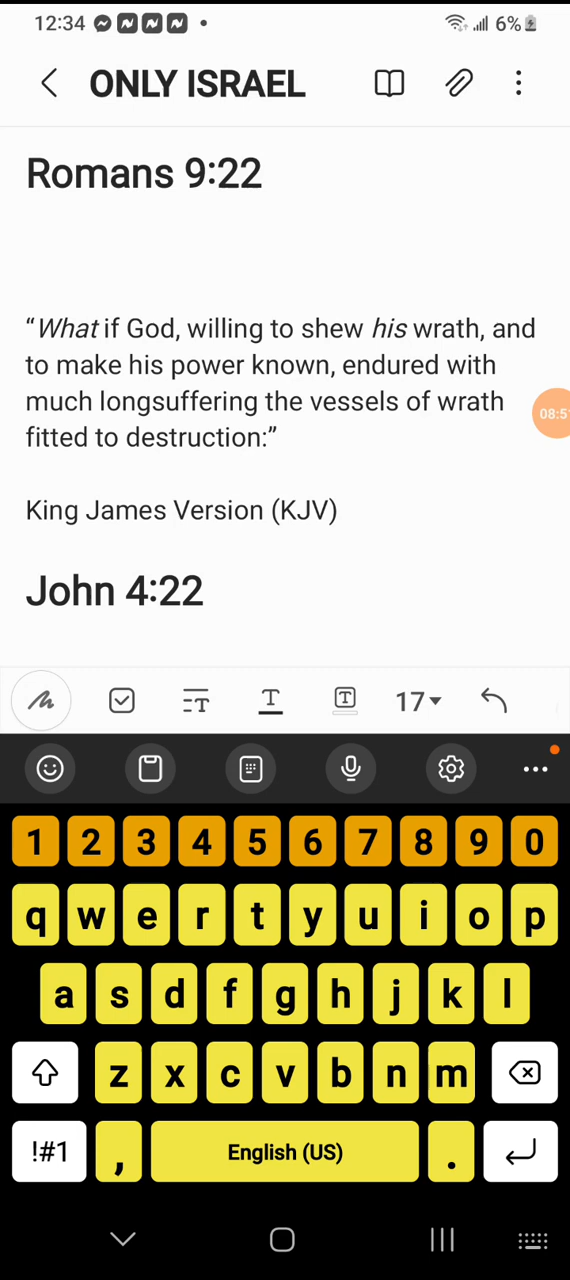 12:34 6%
ONLY ISRAEL
Romans 9:22
“What if God, willing to shew his wrath, and
to make his power known, endured with
much longsuffering the vessels of wrath
fitted to destruction:”
King James Version (KJV)
08:5
John 4:22
17
1 2 3 4 5 6 7 8 9 0
q w e r t y u i o p
a s d f g h j k l
z x c v b n m
!#1 , English (US) .